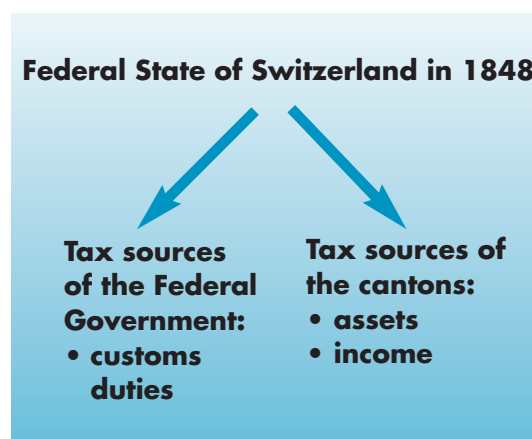 Federal State of Switzerland in 1848
Tax sources
of the Federal
Government:
• customs
duties
Tax sources of
the cantons:
• assets
• income